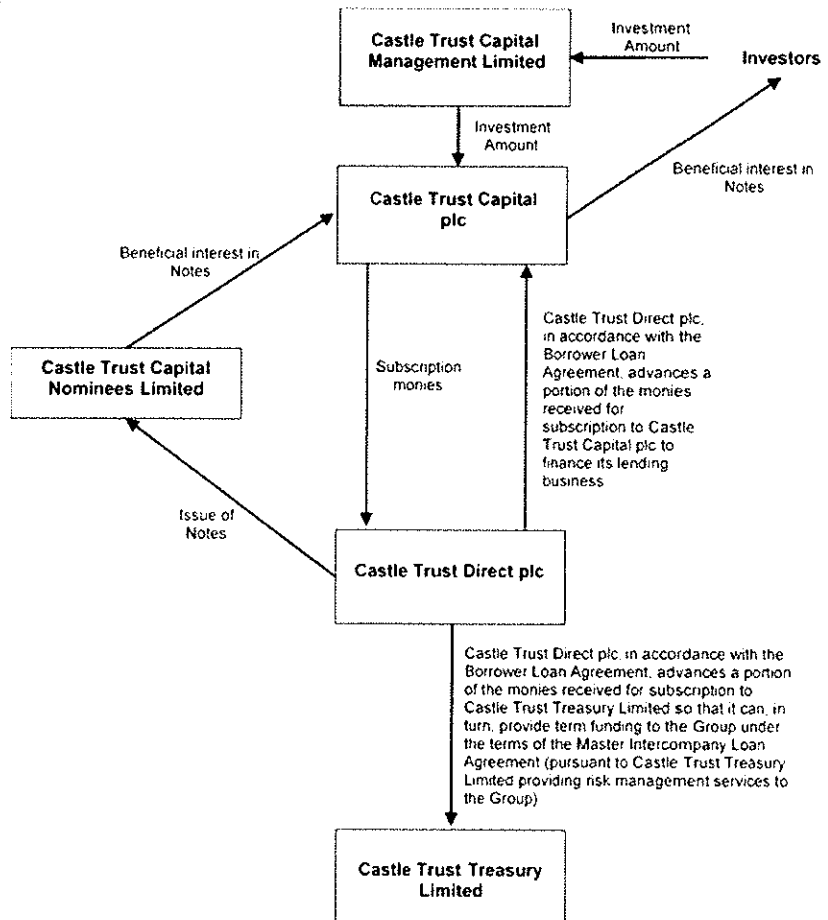 Castle Trust Capital
Management Limited
Investment
Amount
Investors
Investment
Amount
Beneficial interest in
Notes
Castle Trust Capital
plc
Beneficial interest in
Notes
Castle Trust Capital
Nominees Limited
Subscription
monies
Castle Trust Direct plc,
in accordance with the
Borrower Loan
Agreement, advances a
portion of the monies
received for
subscription to Castle
Trust Capital plc to
finance its lending
business
Issue of
Notes
Castle Trust Direct plc
Castle Trust Direct plc, in accordance with the
Borrower Loan Agreement, advances a portion
of the monies received for subscription to
Castle Trust Treasury Limited so that it can, in
turn, provide term funding to the Group under
the terms of the Master Intercompany Loan
Agreement (pursuant to Castle Trust Treasury
Limited providing risk management services to
the Group)
Castle Trust Treasury
Limited